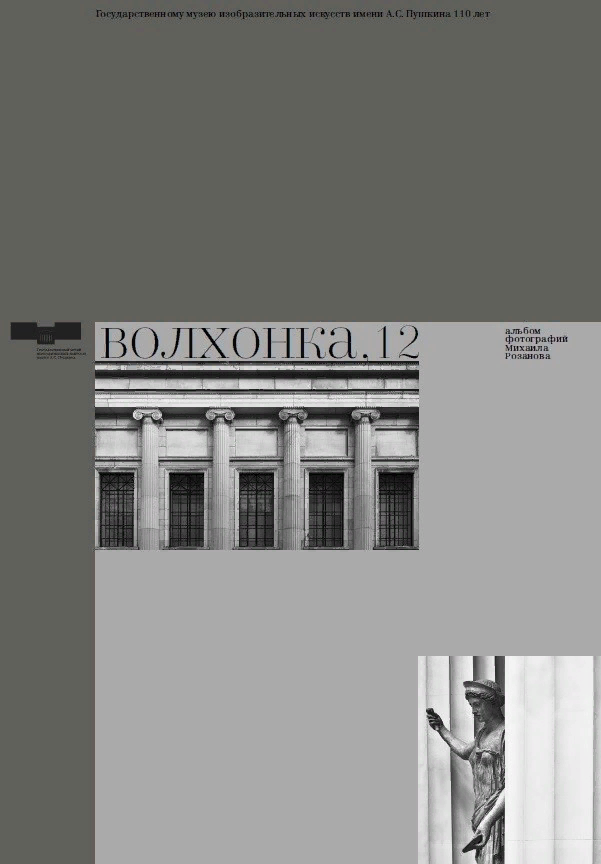 Государственному музею изобразительных искусств имени А.С. Пушкина 110 лет
ВОЛХОНКА, 12
альбом
фотографий
Михаила
Розанова